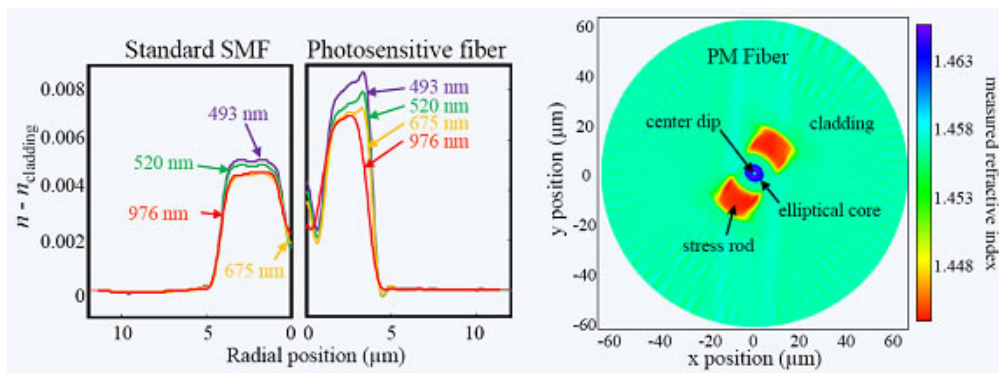 Standard SMF
Photosensitive fiber
n - n cladding
0.008
0.006
0.004
0.002
0
493 nm
520 nm
976 nm
675 nm
493 nm
520 nm
675 nm
976 nm
10
5
0
0
5
10
Radial position (μm)
PM Fiber
center dip
cladding
elliptical core
stress rod
y position (μm)
60
40
20
0
-20
-40
-60
-60
-40
-20
0
20
40
60
x position (μm)
1.463
1.458
1.453
1.448
measured refractive index